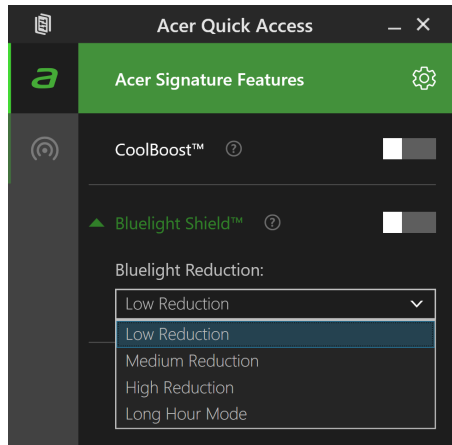 Acer Quick Access
a
Acer Signature Features
CoolBoost™ ?
Bluelight Shield™ ?
Bluelight Reduction:
Low Reduction
Low Reduction
Medium Reduction
High Reduction
Long Hour Mode